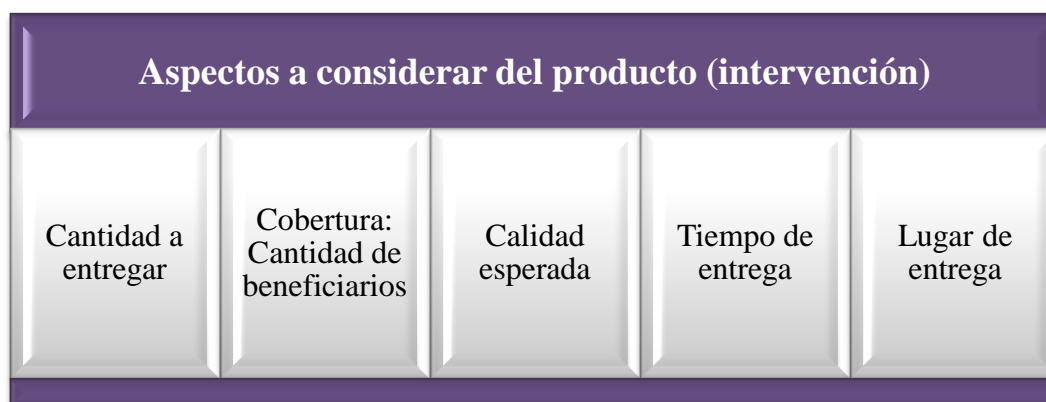 Aspectos a considerar del producto (intervención)
Cantidad a
entregar
Cobertura:
Cantidad de
beneficiarios
Calidad
esperada
Tiempo de
entrega
Lugar de
entrega